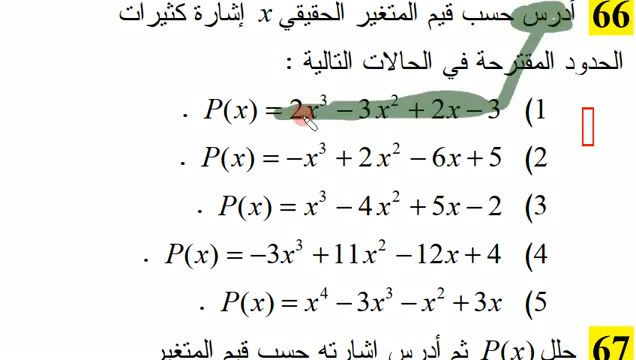 66 أدرس حسب قيم المتغير الحقيقي x إشارة كثيرات
الحدود المقترحة في الحالات التالية :
1) P(x) = 2x³ − 3x² + 2x − 3 .
2) P(x) = −x³ + 2x² − 6x + 5 .
3) P(x) = x³ − 4x² + 5x − 2 .
4) P(x) = −3x³ + 11x² − 12x + 4 .
5) P(x) = x⁴ − 3x³ − x² + 3x .
67 حلل P(x) ثم أدرس إشارته حسب قيم المتغير